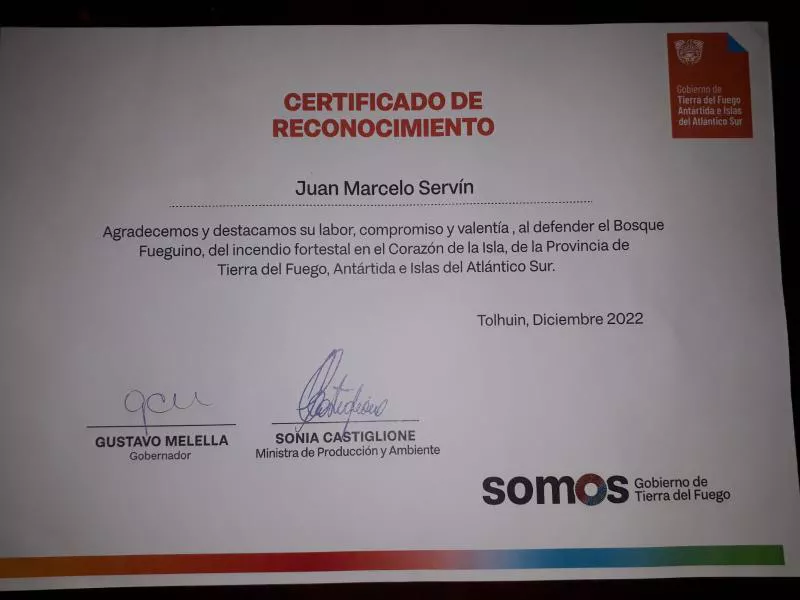 Gobierno de
Tierra del Fuego
Antártida e Islas
del Atlántico Sur
CERTIFICADO DE
RECONOCIMIENTO
Juan Marcelo Servín
Agradecemos y destacamos su labor, compromiso y valentía , al defender el Bosque
Fueguino, del incendio fortestal en el Corazón de la Isla, de la Provincia de
Tierra del Fuego, Antártida e Islas del Atlántico Sur.
Tolhuin, Diciembre 2022
GUSTAVO MELELLA
Gobernador
Castiglione
SONIA CASTIGLIONE
Ministra de Producción y Ambiente
somos
Gobierno de
Tierra del Fuego